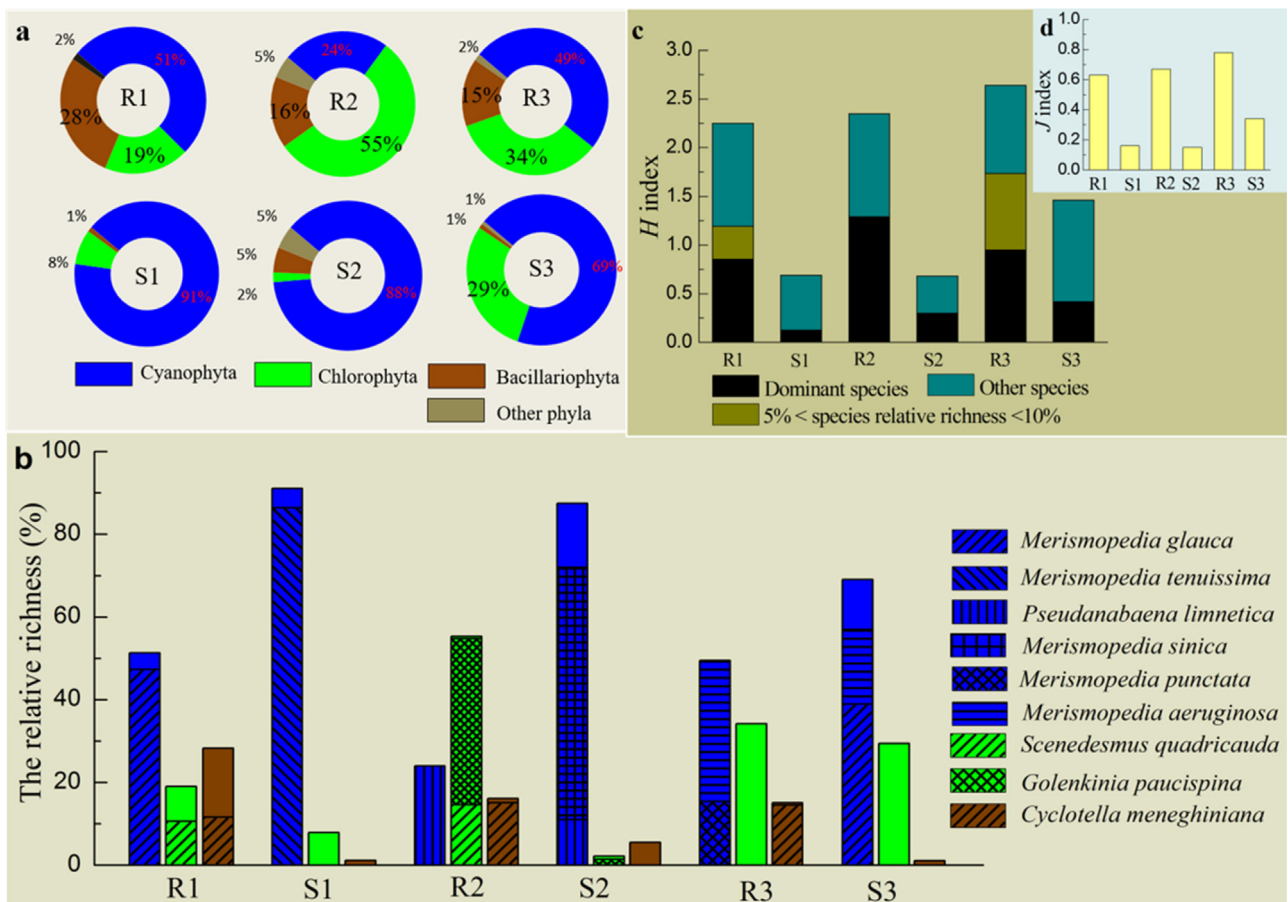 a
2%
51%
28%
19%
R1
5%
24%
16%
55%
R2
2%
49%
15%
34%
R3
1%
8%
91%
S1
5%
5%
2%
88%
S2
1%
1%
69%
29%
S3
Cyanophyta
Chlorophyta
Bacillariophyta
Other phyla
c
H index
3.0
2.5
2.0
1.5
1.0
0.5
0.0
R1 S1 R2 S2 R3 S3
Dominant species
Other species
5% < species relative richness <10%
d
J index
1.0
0.8
0.6
0.4
0.2
0.0
R1 S1 R2 S2 R3 S3
b
The relative richness (%)
100
80
60
40
20
0
R1 S1 R2 S2 R3 S3
Merismopedia glauca
Merismopedia tenuissima
Pseudanabaena limnetica
Merismopedia sinica
Merismopedia punctata
Merismopedia aeruginosa
Scenedesmus quadricauda
Golenkinia paucispina
Cyclotella meneghiniana